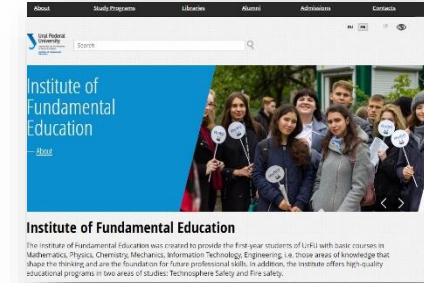 About Study Programs Libraries Alumni Admissions Contacts
Ural Federal
University
Search
Institute of
Fundamental
Education
— About
Institute of Fundamental Education
The Institute of Fundamental Education was created to provide the first-year students of UrFU with basic courses in
Mathematics, Physics, Chemistry, Mechanics, Information Technology, Engineering, i.e. those areas of knowledge that
shape the thinking and are the foundation for future professional skills. In addition, the Institute offers high-quality
educational programs in two areas of studies: Technosphere Safety and Fire safety.